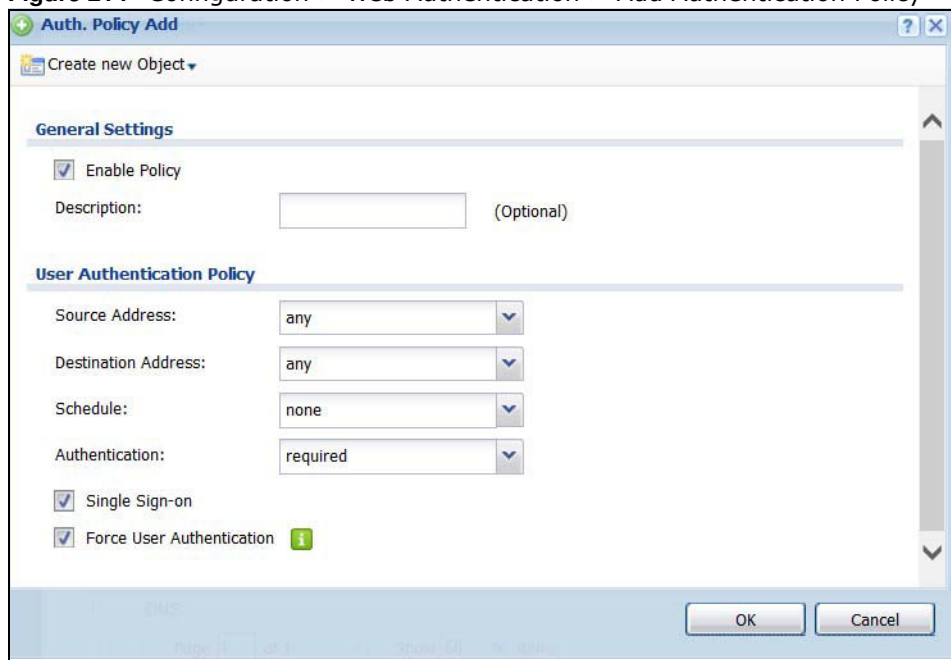 Auth. Policy Add
Create new Object
General Settings
Enable Policy
Description: (Optional)
User Authentication Policy
Source Address: any
Destination Address: any
Schedule: none
Authentication: required
Single Sign-on
Force User Authentication
OK Cancel